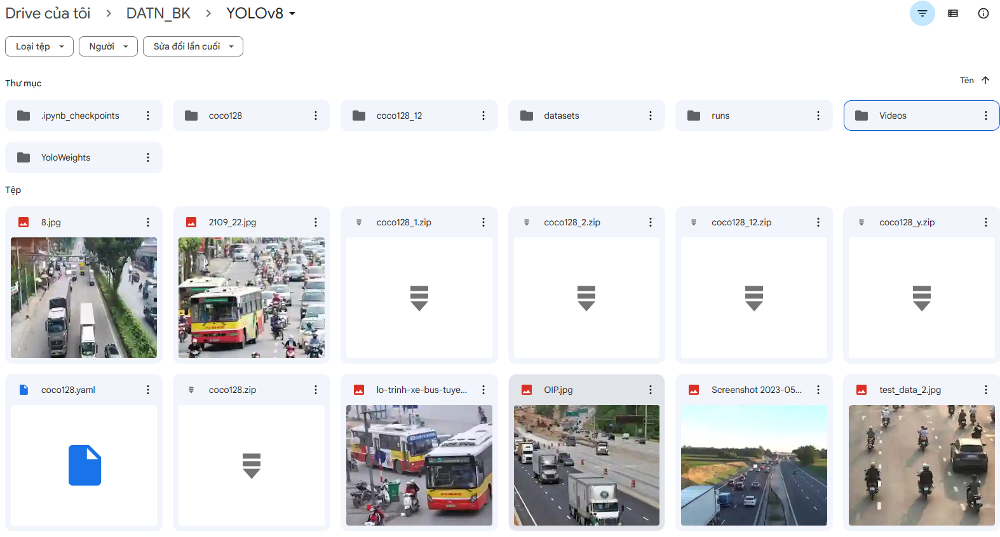 Drive của tôi > DATN_BK > YOLOv8
Loại tệp Người Sửa đổi lần cuối
Thư mục Tên
.ipynb_checkpoints coco128 coco128_12 datasets runs Videos
YoloWeights
Tệp
8.jpg 2109_22.jpg coco128_1.zip coco128_2.zip coco128_12.zip coco128_y.zip
coco128.yaml coco128.zip lo-trinh-xe-bus-tuye... OIP.jpg Screenshot 2023-05... test_data_2.jpg